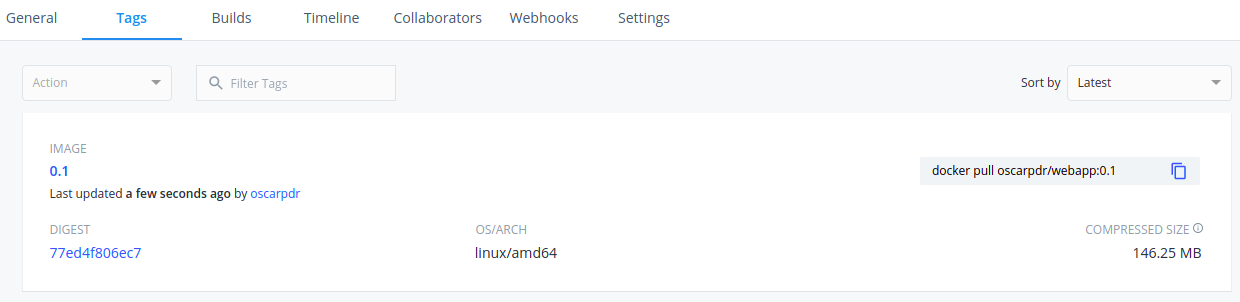 General Tags Builds Timeline Collaborators Webhooks Settings
Action Filter Tags Sort by Latest
IMAGE
0.1
docker pull oscarpdr/webapp:0.1
Last updated a few seconds ago by oscarpdr
DIGEST OS/ARCH COMPRESSED SIZE
77ed4f806ec7 linux/amd64 146.25 MB